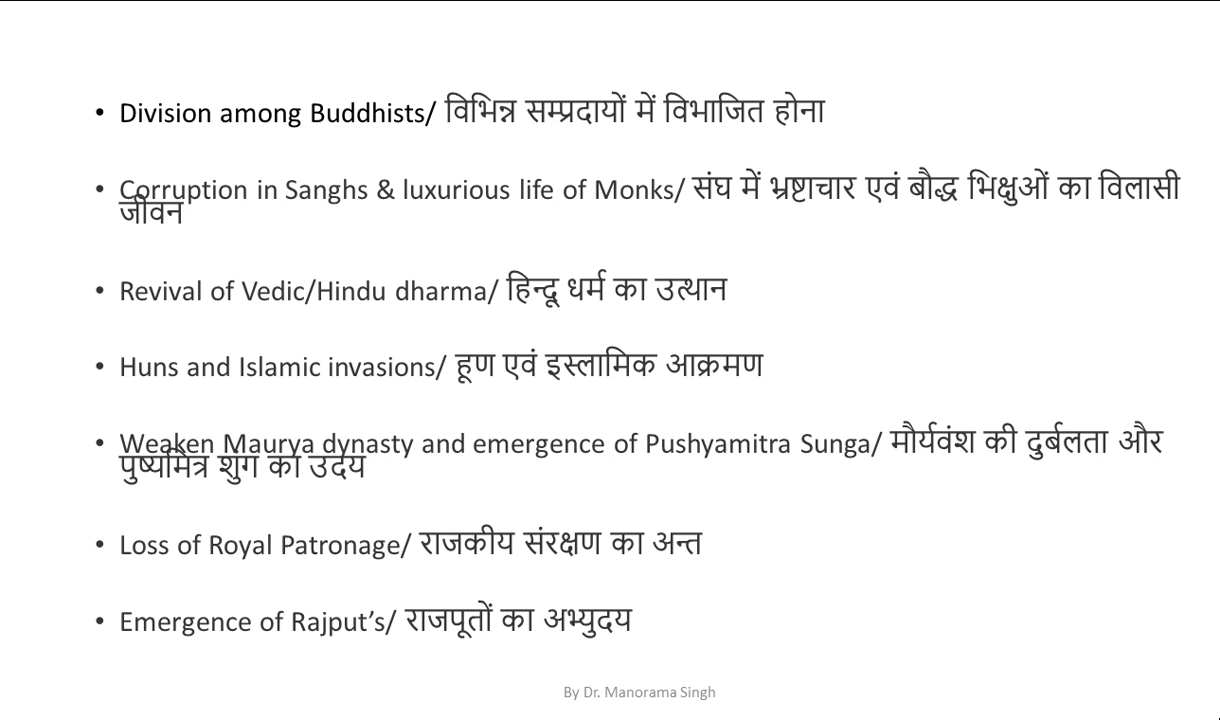 • Division among Buddhists/ विभिन्न सम्प्रदायों में विभाजित होना
• Corruption in Sanghs & luxurious life of Monks/ संघ में भ्रष्टाचार एवं बौद्ध भिक्षुओं का विलासी
जीवन
• Revival of Vedic/Hindu dharma/ हिन्दू धर्म का उत्थान
• Huns and Islamic invasions/ हूण एवं इस्लामिक आक्रमण
• Weaken Maurya dynasty and emergence of Pushyamitra Sunga/ मौर्यवंश की दुर्बलता और
पुष्यमित्र शुंग का उदय
• Loss of Royal Patronage/ राजकीय संरक्षण का अन्त
• Emergence of Rajput’s/ राजपूतों का अभ्युदय
By Dr. Manorama Singh